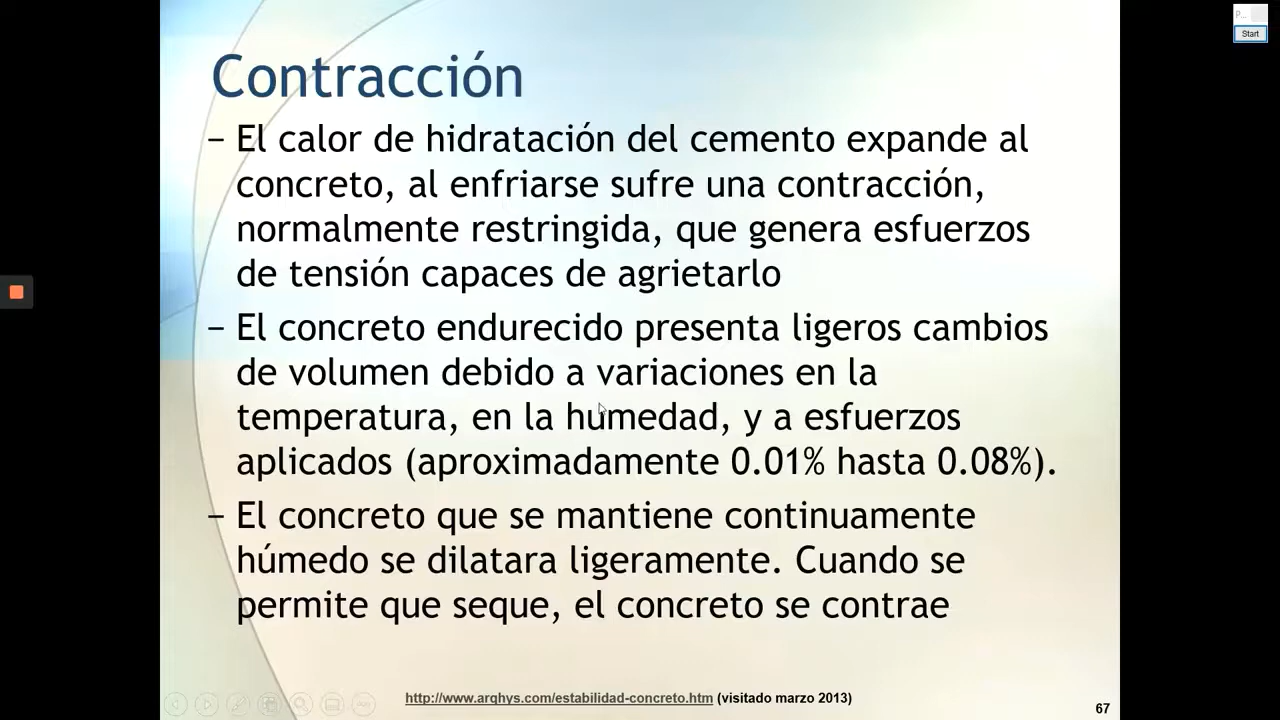 Contracción
– El calor de hidratación del cemento expande al
concreto, al enfriarse sufre una contracción,
normalmente restringida, que genera esfuerzos
de tensión capaces de agrietarlo
– El concreto endurecido presenta ligeros cambios
de volumen debido a variaciones en la
temperatura, en la humedad, y a esfuerzos
aplicados (aproximadamente 0.01% hasta 0.08%).
– El concreto que se mantiene continuamente
húmedo se dilatara ligeramente. Cuando se
permite que seque, el concreto se contrae
http://www.arqhys.com/estabilidad-concreto.htm (visitado marzo 2013)
67
P...
Start